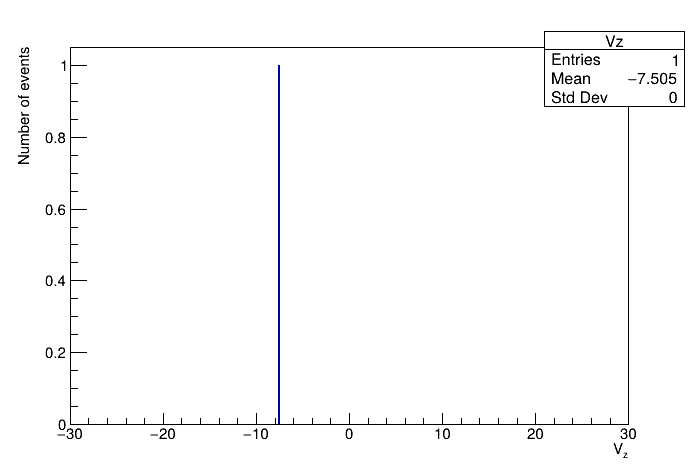 Vz
Entries 1
Mean −7.505
Std Dev 0
Number of events
1
0.8
0.6
0.4
0.2
0
−30 −20 −10 0 10 20 30
Vz